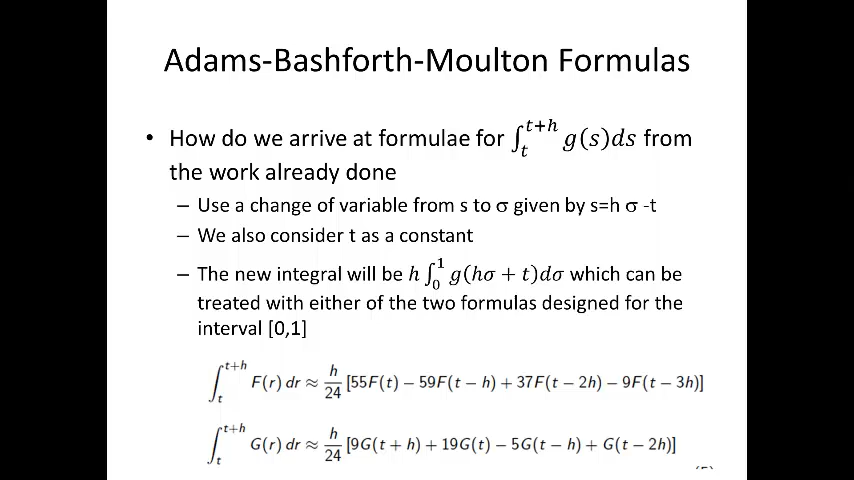 Adams-Bashforth-Moulton Formulas
• How do we arrive at formulae for ∫_t^{t+h} g(s)ds from
the work already done
– Use a change of variable from s to σ given by s=h σ -t
– We also consider t as a constant
– The new integral will be h ∫_0^1 g(hσ + t)dσ which can be
treated with either of the two formulas designed for the
interval [0,1]
∫_t^{t+h} F(r) dr ≈ h/24 [55F(t) − 59F(t − h) + 37F(t − 2h) − 9F(t − 3h)]
∫_t^{t+h} G(r) dr ≈ h/24 [9G(t + h) + 19G(t) − 5G(t − h) + G(t − 2h)]